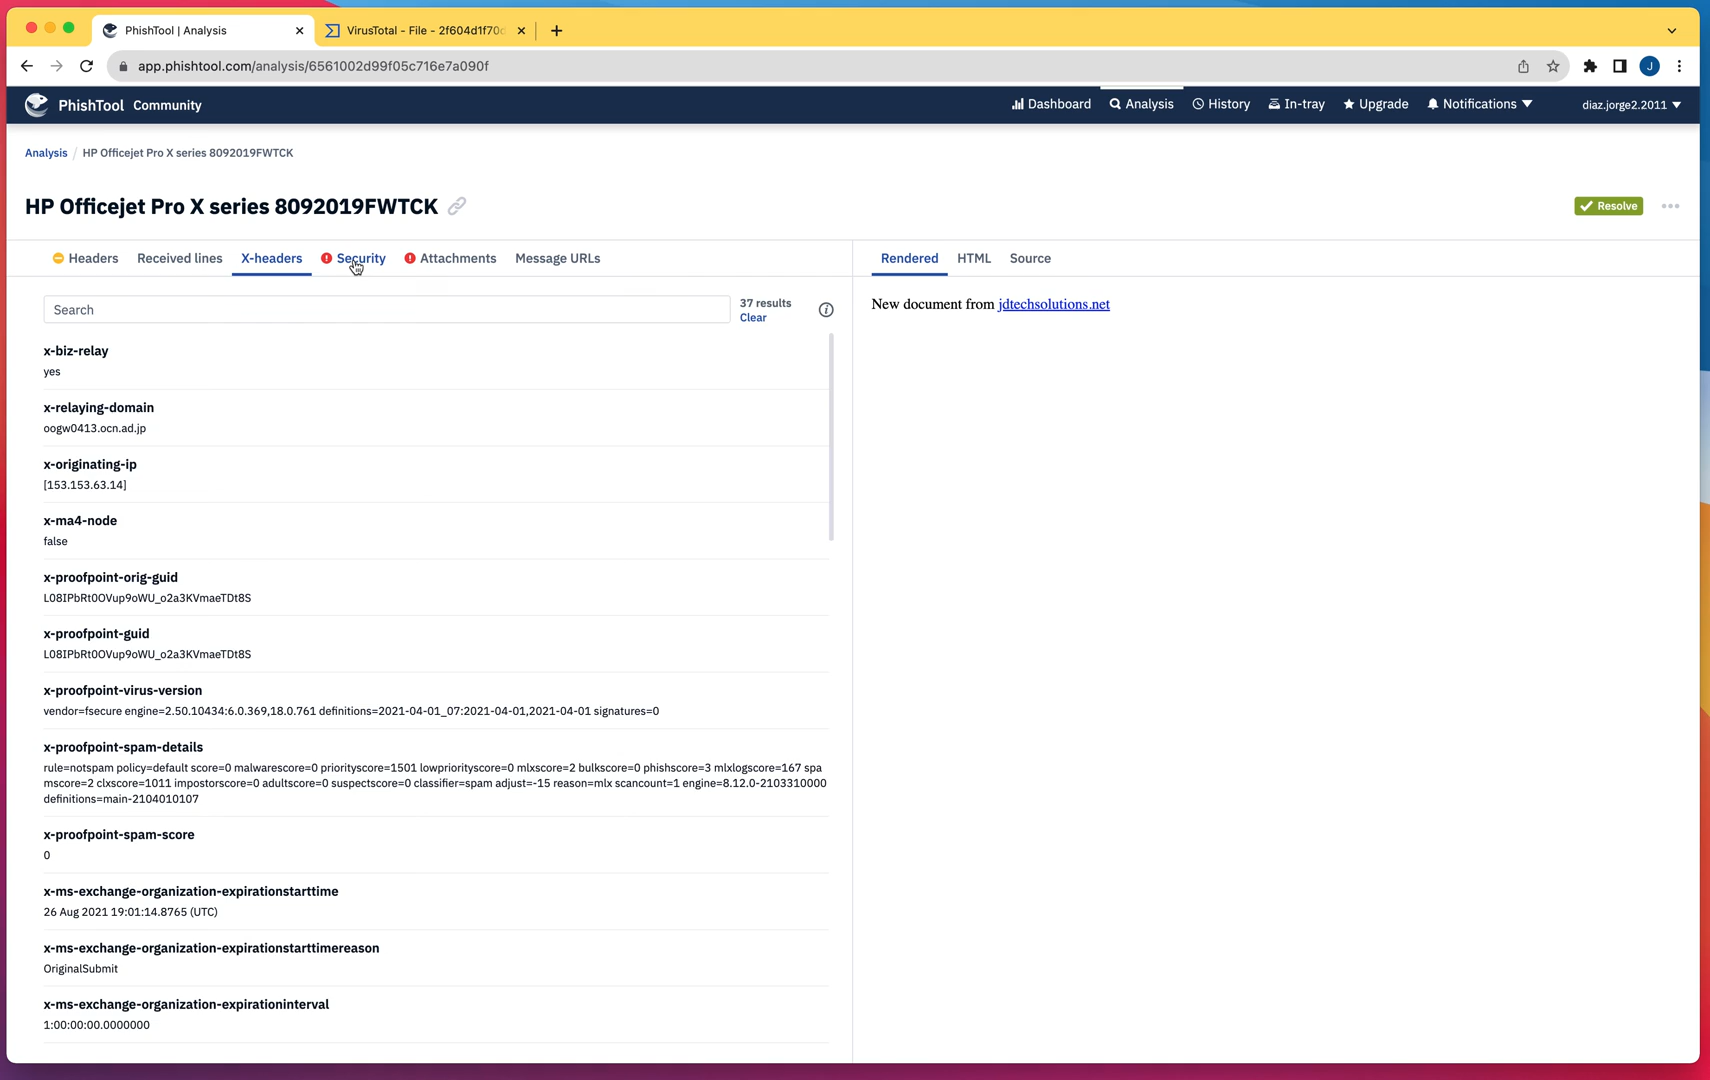 PhishTool | Analysis
VirusTotal - File - 2f604d1f70d
app.phishtool.com/analysis/6561002d99f05c716e7a090f
J
PhishTool Community
Dashboard
Analysis
History
In-tray
Upgrade
Notifications
diaz.jorge2.2011
Analysis / HP Officejet Pro X series 8092019FWTCK
HP Officejet Pro X series 8092019FWTCK
Resolve
Headers
Received lines
X-headers
Security
Attachments
Message URLs
Rendered
HTML
Source
Search
37 results
Clear
New document from jdtechsolutions.net
x-biz-relay
yes
x-relaying-domain
oogw0413.ocn.ad.jp
x-originating-ip
[153.153.63.14]
x-ma4-node
false
x-proofpoint-orig-guid
L08IPbRt0OVup9oWU_o2a3KVmaeTDt8S
x-proofpoint-guid
L08IPbRt0OVup9oWU_o2a3KVmaeTDt8S
x-proofpoint-virus-version
vendor=fsecure engine=2.50.10434:6.0.369,18.0.761 definitions=2021-04-01_07:2021-04-01,2021-04-01 signatures=0
x-proofpoint-spam-details
rule=notspam policy=default score=0 malwarescore=0 priorityscore=1501 lowpriorityscore=0 mlxscore=2 bulkscore=0 phishscore=3 mlxlogscore=167 spa
mscore=2 clxscore=1011 impostorscore=0 adultscore=0 suspectscore=0 classifier=spam adjust=-15 reason=mlx scancount=1 engine=8.12.0-2103310000
definitions=main-2104010107
x-proofpoint-spam-score
0
x-ms-exchange-organization-expirationstarttime
26 Aug 2021 19:01:14.8765 (UTC)
x-ms-exchange-organization-expirationstarttimereason
OriginalSubmit
x-ms-exchange-organization-expirationinterval
1:00:00:00.0000000